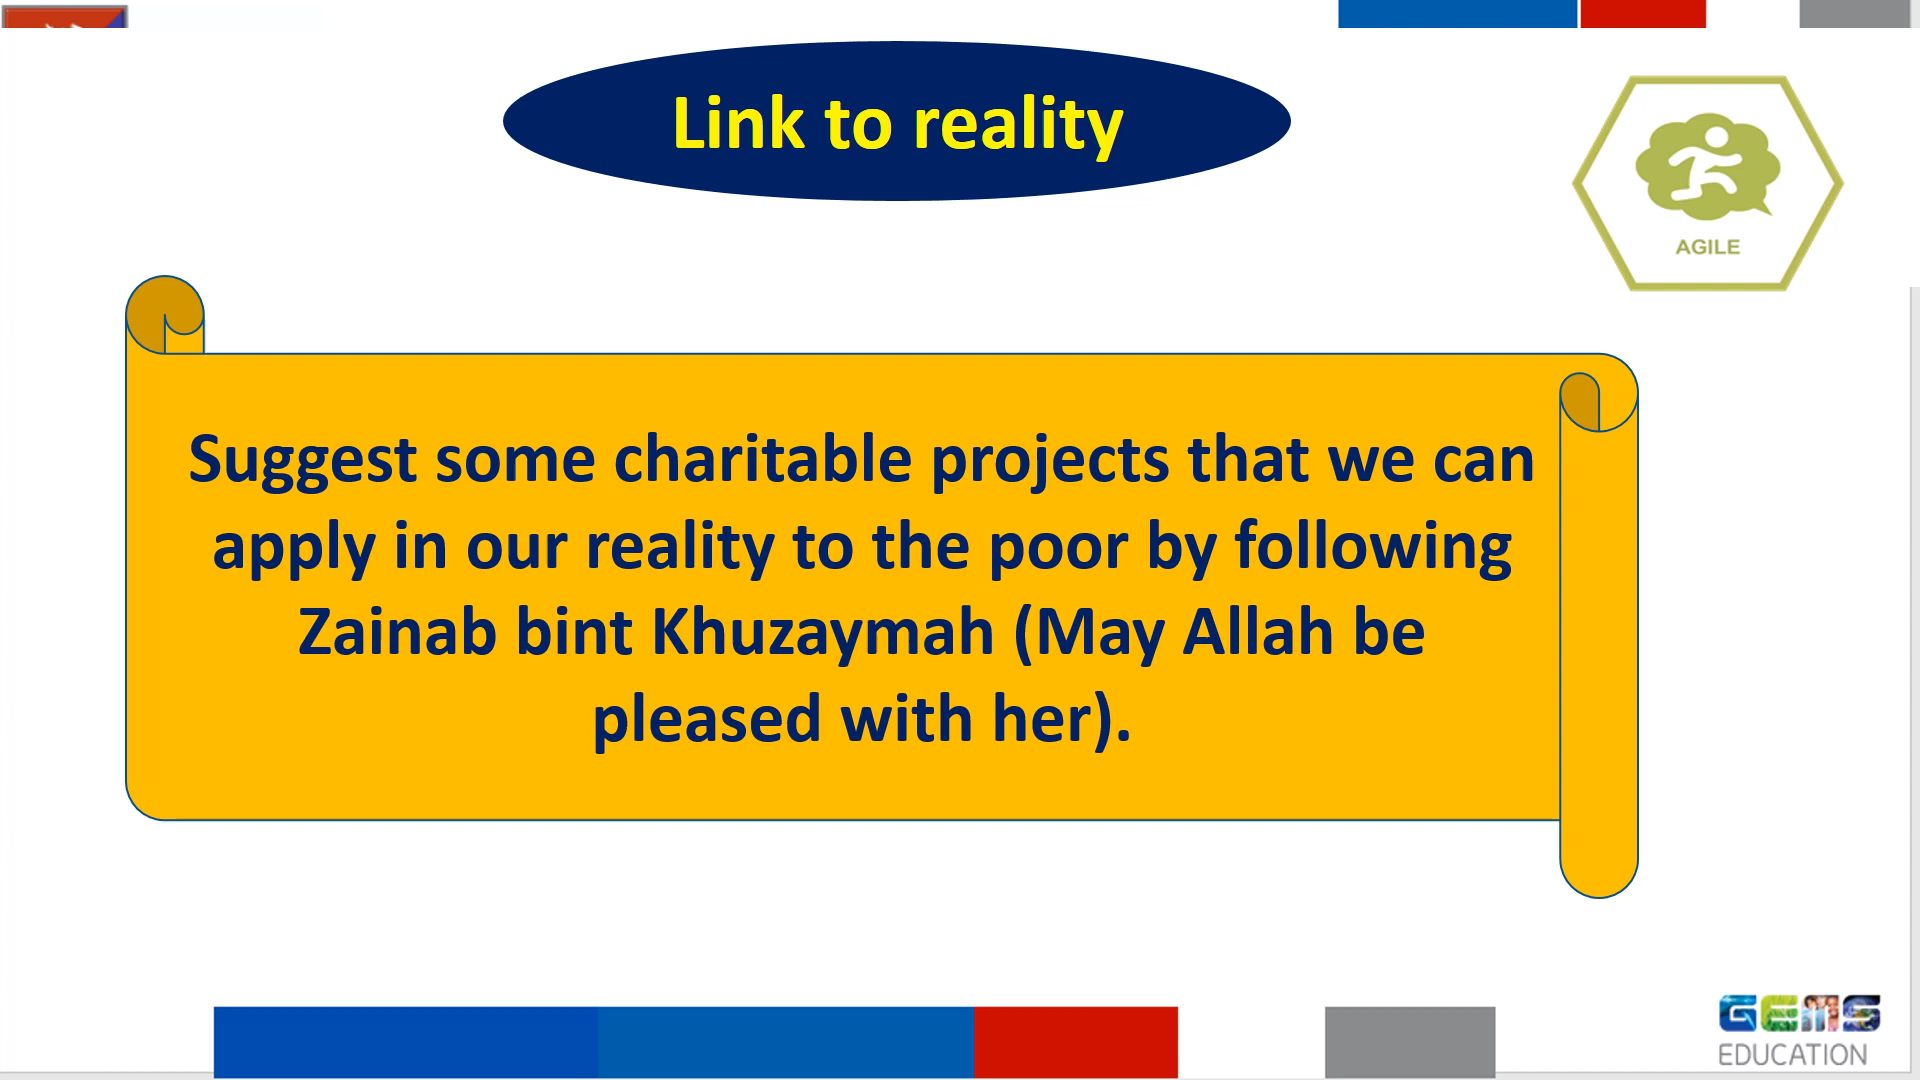 Link to reality
AGILE
Suggest some charitable projects that we can
apply in our reality to the poor by following
Zainab bint Khuzaymah (May Allah be
pleased with her).
GEMS
EDUCATION